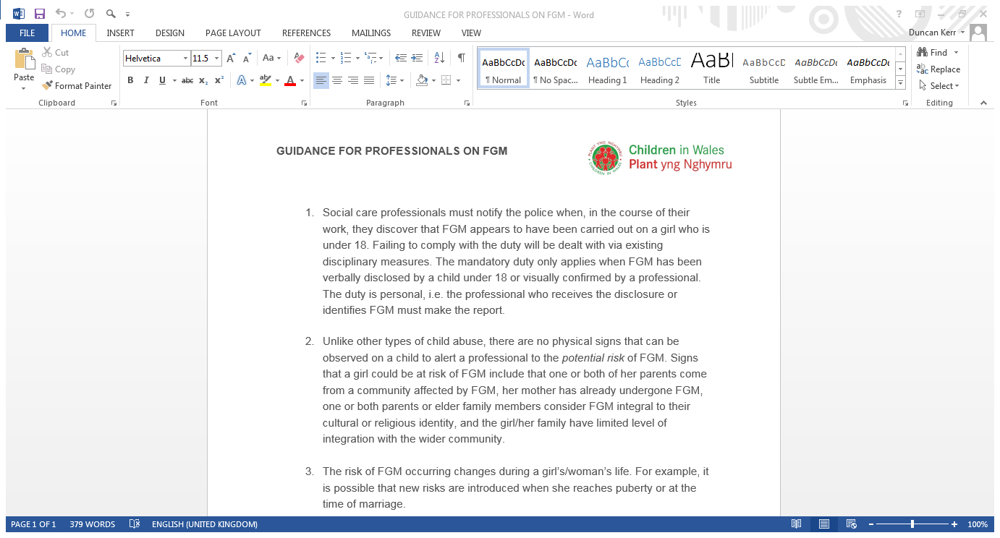 GUIDANCE FOR PROFESSIONALS ON FGM - Word
?
FILE HOME INSERT DESIGN PAGE LAYOUT REFERENCES MAILINGS REVIEW VIEW
Duncan Kerr
Paste
Cut
Copy
Format Painter
Clipboard
Helvetica 11.5
Aa
B I U abc x₂ x²
A ab A
Font
Paragraph
AaBbCcDc AaBbCcDc AaBbC AaBbCcD AaBl AaBbCcD AaBbCcDc AaBbCcDc
¶ Normal ¶ No Spac... Heading 1 Heading 2 Title Subtitle Subtle Em... Emphasis
Styles
Find
Replace
Select
Editing
GUIDANCE FOR PROFESSIONALS ON FGM
PLANT YNG NGHYMRU
CHILDREN IN WALES
Children in Wales
Plant yng Nghymru
1. Social care professionals must notify the police when, in the course of their
work, they discover that FGM appears to have been carried out on a girl who is
under 18. Failing to comply with the duty will be dealt with via existing
disciplinary measures. The mandatory duty only applies when FGM has been
verbally disclosed by a child under 18 or visually confirmed by a professional.
The duty is personal, i.e. the professional who receives the disclosure or
identifies FGM must make the report.
2. Unlike other types of child abuse, there are no physical signs that can be
observed on a child to alert a professional to the potential risk of FGM. Signs
that a girl could be at risk of FGM include that one or both of her parents come
from a community affected by FGM, her mother has already undergone FGM,
one or both parents or elder family members consider FGM integral to their
cultural or religious identity, and the girl/her family have limited level of
integration with the wider community.
3. The risk of FGM occurring changes during a girl's/woman's life. For example, it
is possible that new risks are introduced when she reaches puberty or at the
time of marriage.
PAGE 1 OF 1 379 WORDS ENGLISH (UNITED KINGDOM) 100%